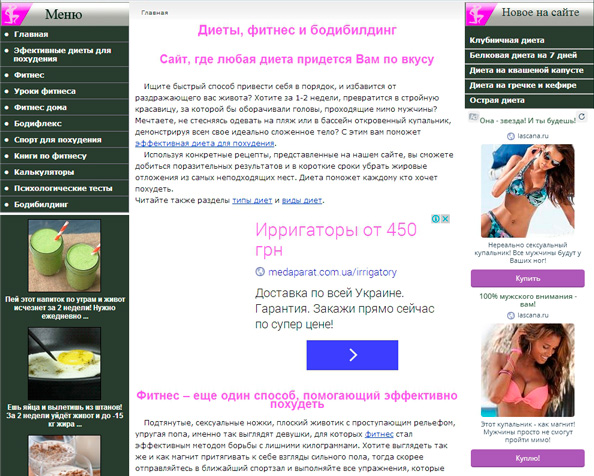 Меню
Главная
Эфективные диеты для
похудения
Фитнес
Уроки фитнеса
Фитнес дома
Бодифлекс
Спорт для похудения
Книги по фитнесу
Калькуляторы
Психологические тесты
Бодибилдинг
Пей этот напиток по утрам и живот
исчезнет за 2 недели! Нужно
ежедневно ...
Ешь яйца и вылетишь из штанов!
За 2 недели уйдёт живот и до -15
кг жира ...
Главная
Диеты, фитнес и бодибилдинг
Сайт, где любая диета придется Вам по вкусу
Ищите быстрый способ привести себя в порядок, и избавится от
раздражающего вас живота? Хотите за 1-2 недели, превратится в стройную
красавицу, за которой бы оборачивали головы, проходящие мимо мужчины?
Мечтаете, не стесняясь одевать на пляж или в бассейн откровенный купальник,
демонстрируя всем свое идеально сложенное тело? С этим вам поможет
эффективная диета для похудения.
Используя конкретные рецепты, представленные на нашем сайте, вы сможете
добиться поразительных результатов и в короткие сроки убрать жировые
отложения из самых неподходящих мест. Диета поможет каждому кто хочет
похудеть.
Читайте также разделы типы диет и виды диет.
Ирригаторы от 450
грн
medaparat.com.ua/irrigatory
Доставка по всей Украине.
Гарантия. Закажи прямо сейчас
по супер цене!
Фитнес – еще один способ, помогающий эффективно
похудеть
Подтянутые, сексуальные ножки, плоский животик с проступающим рельефом,
упругая попа, именно так выглядят девушки, для которых фитнес стал
эффективным методом борьбы с лишними килограммами. Хотите выглядеть так
же и как магнит притягивать к себе взгляды сильного пола, тогда скорее
отправляйтесь в ближайший спортзал и выполняйте все упражнения, которые
Новое на сайте
Клубничная диета
Белковая диета на 7 дней
Диета на квашеной капусте
Диета на гречке и кефире
Острая диета
Она - звезда! И ты будешь!
lascana.ru
Нереально сексуальный
купальник! Все мужчины будут у
Ваших ног!
Купить
100% мужского внимания -
вам!
lascana.ru
Этот купальник - как магнит!
Мужчины просто не смогут
пройти мимо!
Куплю!